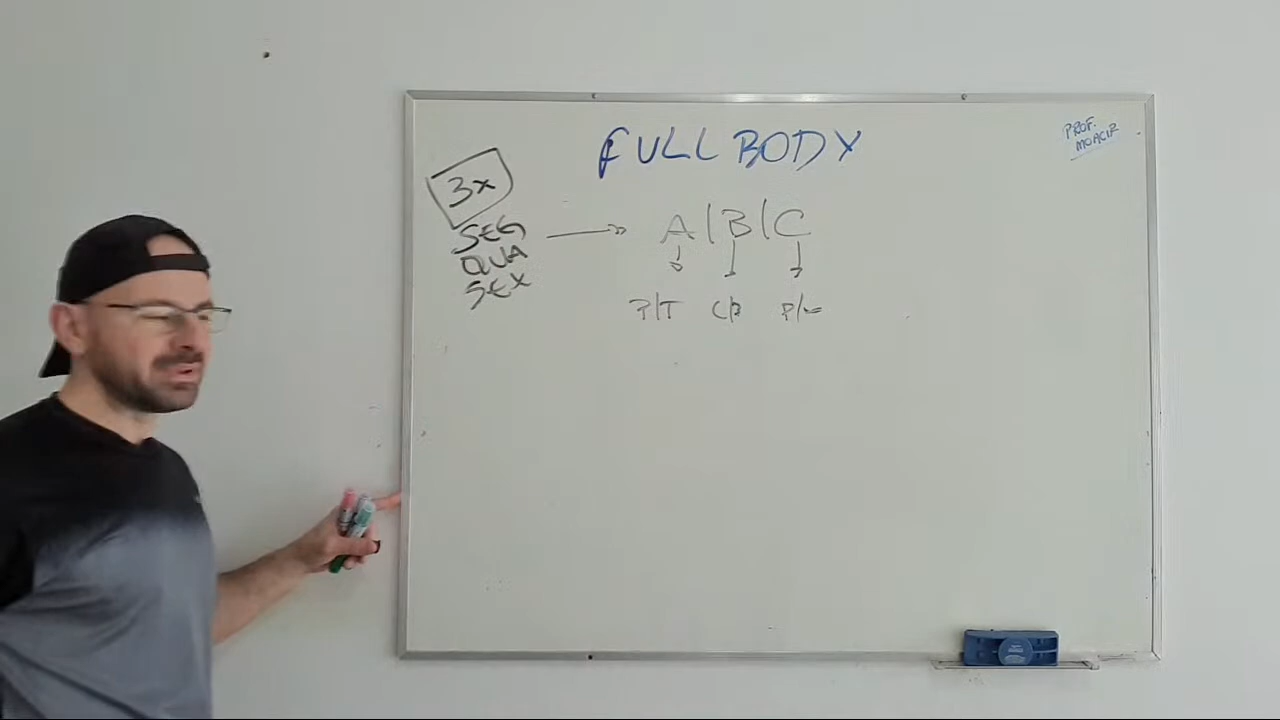 FULL BODY
PROF.
MOACIR
3x
SEG
QUA
SEX
A | B | C
P/T C/B